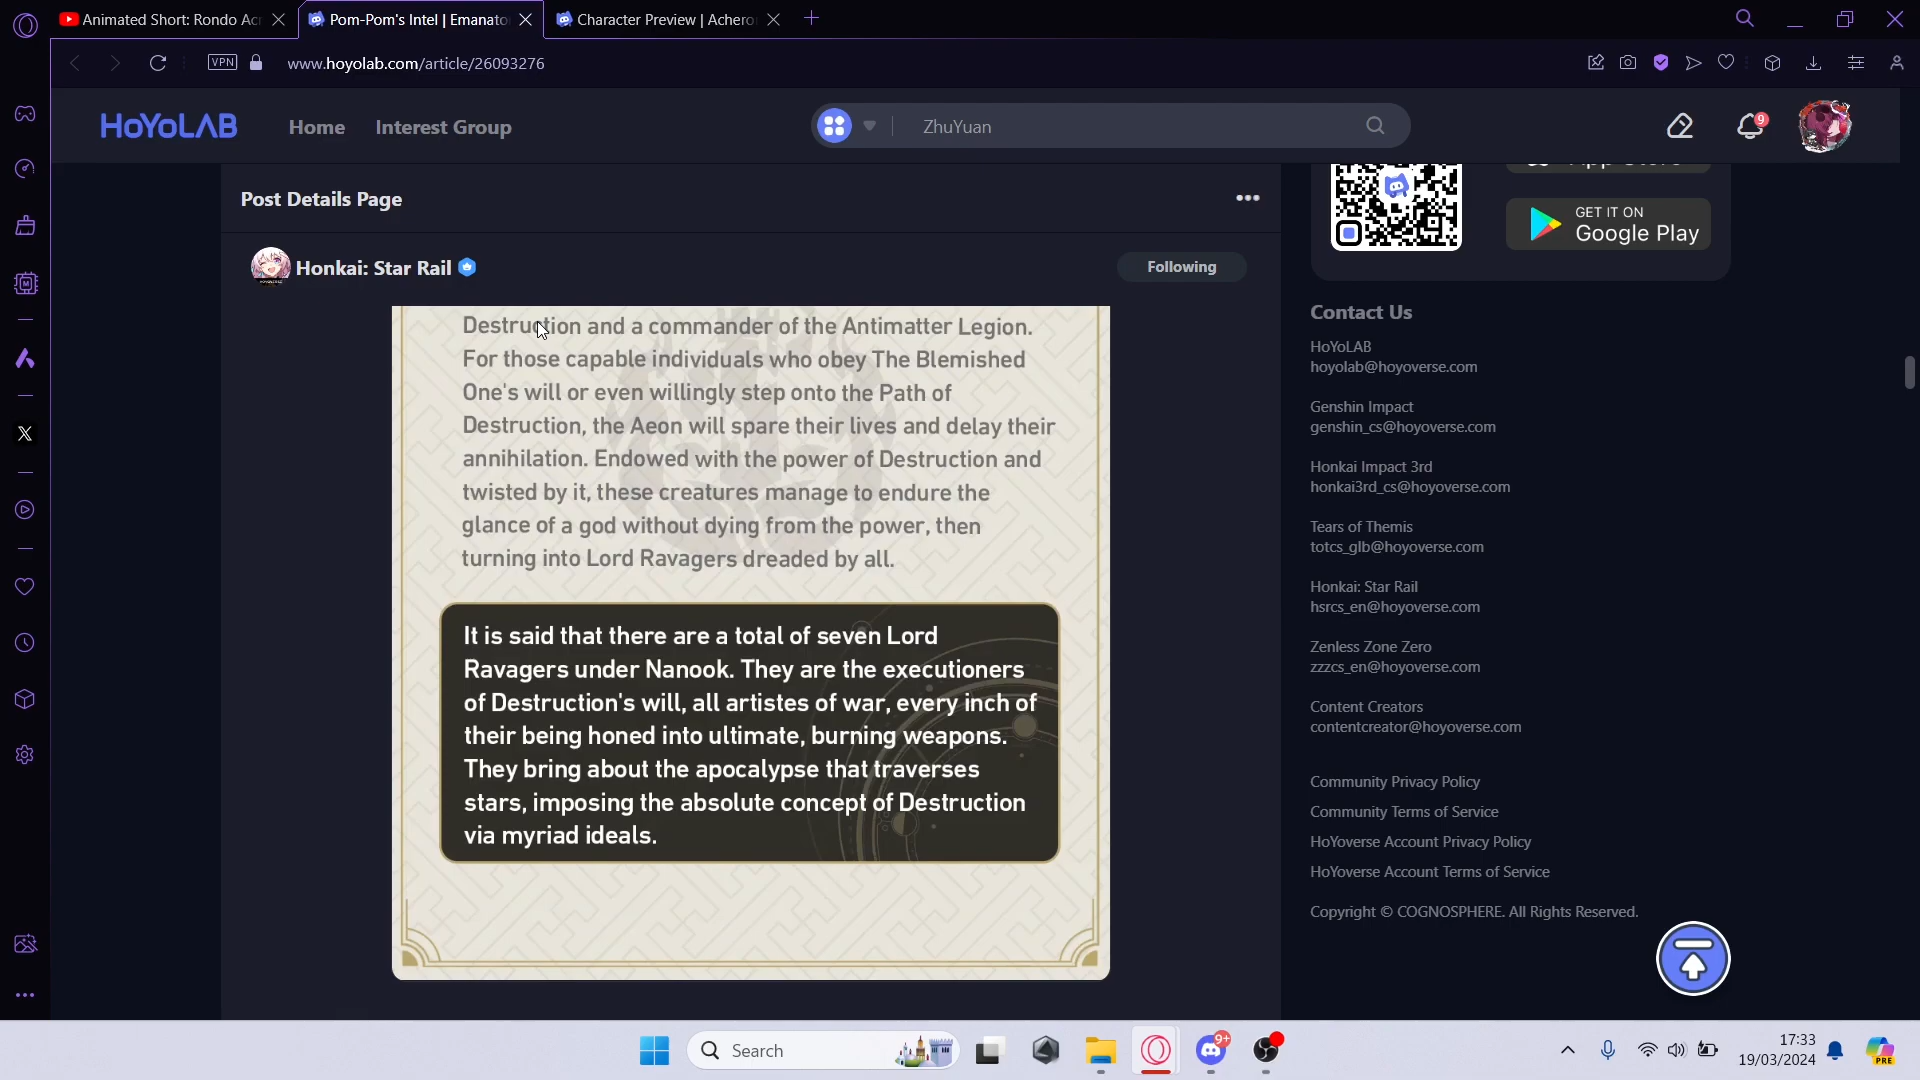 Animated Short: Rondo Ac
Pom-Pom's Intel | Emanato
Character Preview | Achero
VPN
www.hoyolab.com/article/26093276
HoYoLAB
Home
Interest Group
ZhuYuan
9
Post Details Page
Honkai: Star Rail
Following
Destruction and a commander of the Antimatter Legion.
For those capable individuals who obey The Blemished
One's will or even willingly step onto the Path of
Destruction, the Aeon will spare their lives and delay their
annihilation. Endowed with the power of Destruction and
twisted by it, these creatures manage to endure the
glance of a god without dying from the power, then
turning into Lord Ravagers dreaded by all.
It is said that there are a total of seven Lord
Ravagers under Nanook. They are the executioners
of Destruction's will, all artistes of war, every inch of
their being honed into ultimate, burning weapons.
They bring about the apocalypse that traverses
stars, imposing the absolute concept of Destruction
via myriad ideals.
GET IT ON
Google Play
Contact Us
HoYoLAB
hoyolab@hoyoverse.com
Genshin Impact
genshin_cs@hoyoverse.com
Honkai Impact 3rd
honkai3rd_cs@hoyoverse.com
Tears of Themis
totcs_glb@hoyoverse.com
Honkai: Star Rail
hsrcs_en@hoyoverse.com
Zenless Zone Zero
zzzcs_en@hoyoverse.com
Content Creators
contentcreator@hoyoverse.com
Community Privacy Policy
Community Terms of Service
HoYoverse Account Privacy Policy
HoYoverse Account Terms of Service
Copyright © COGNOSPHERE. All Rights Reserved.
Search
9+
17:33
19/03/2024
PRE